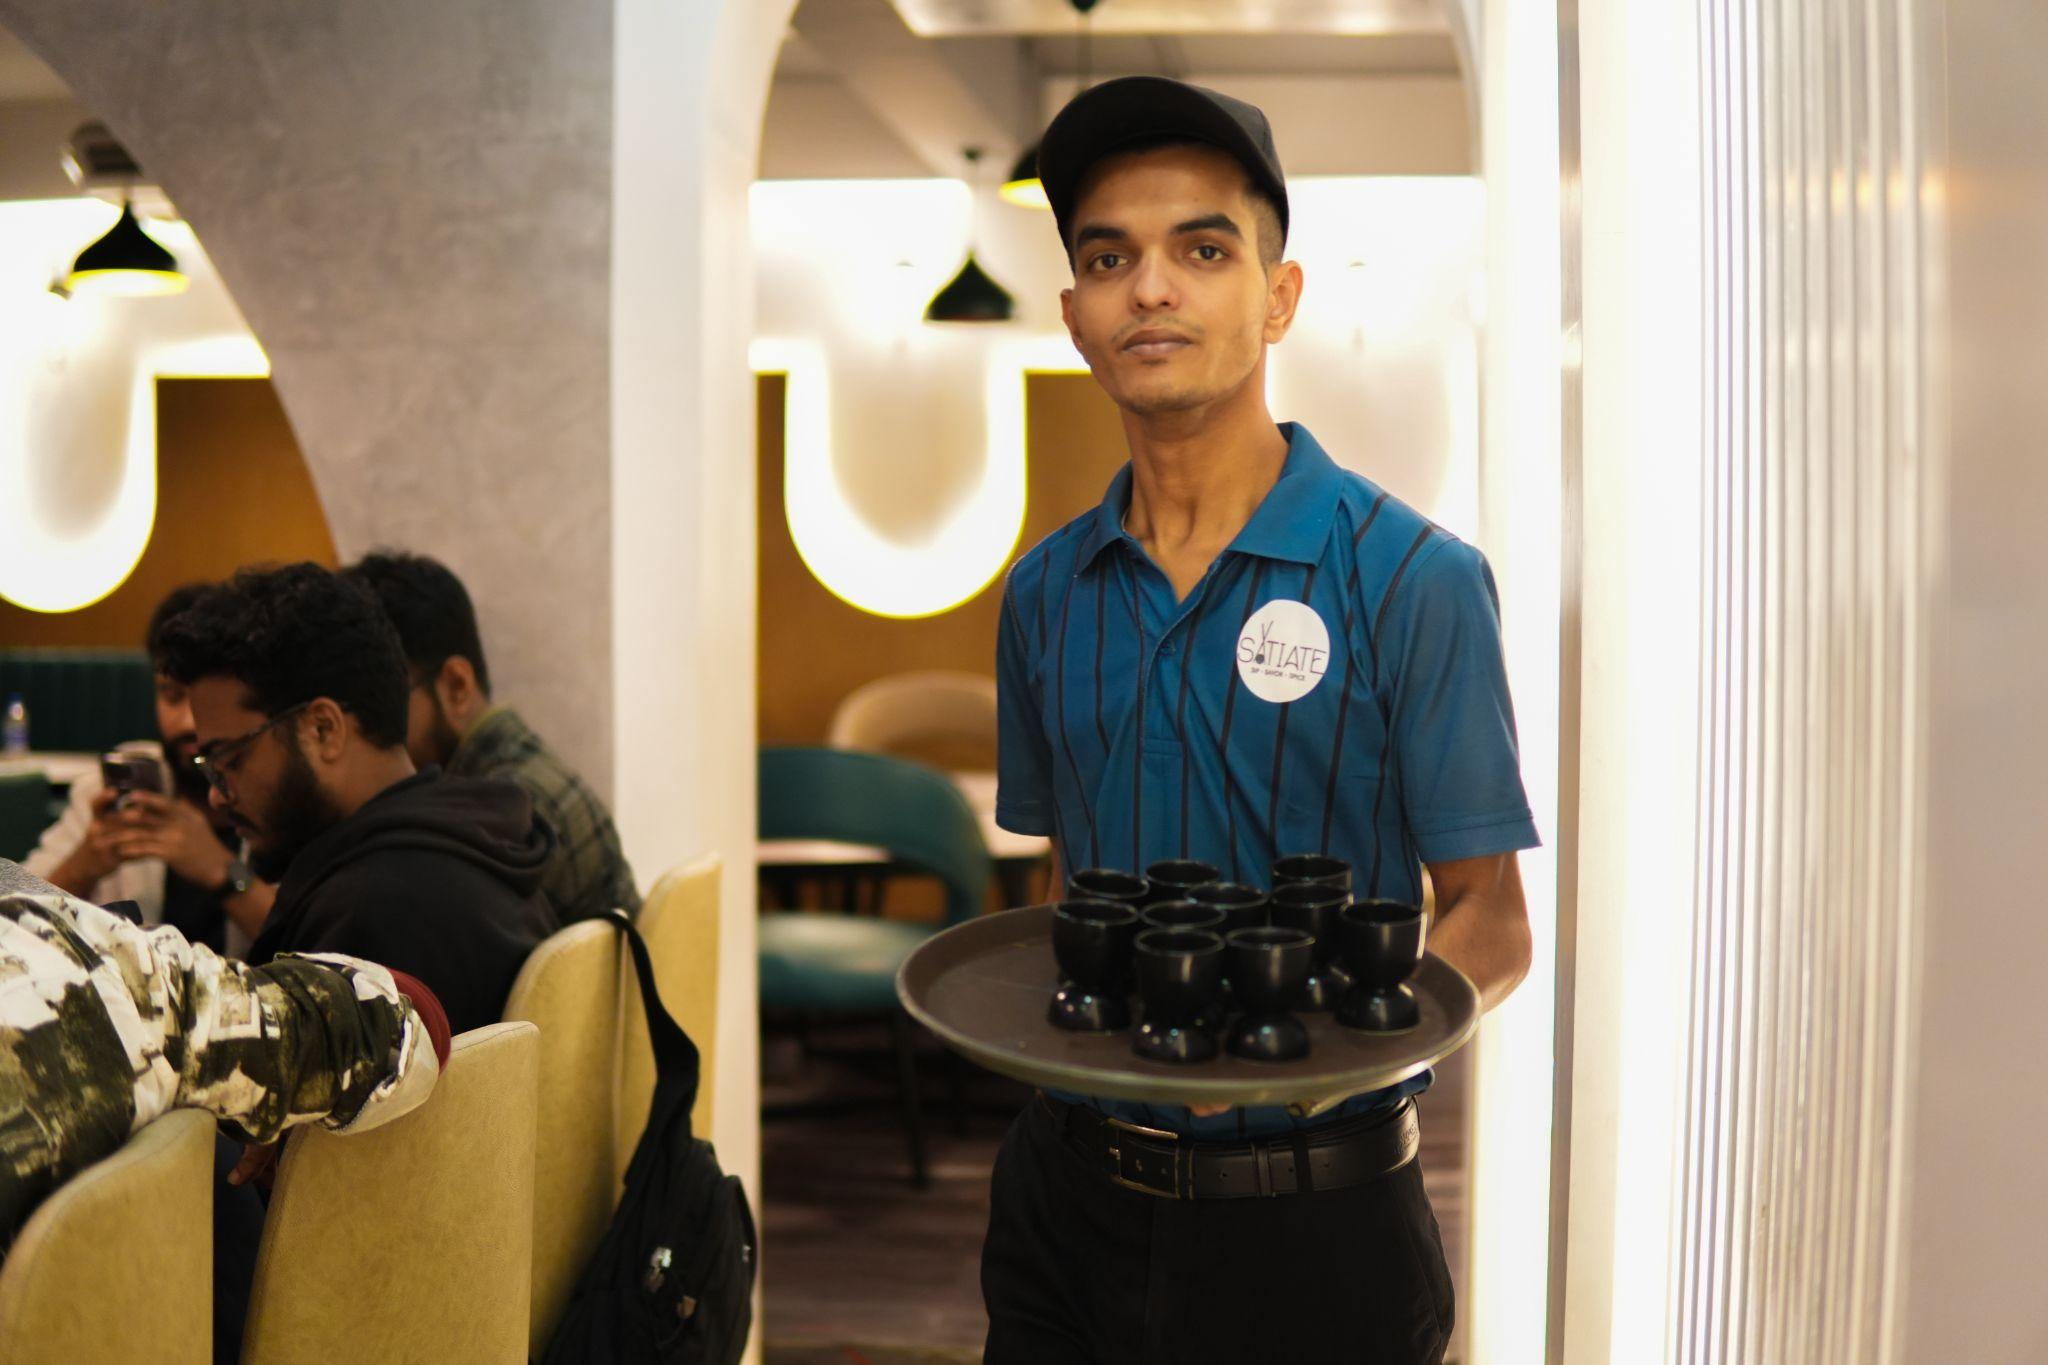 SATIATE
SIP - SAVOR - SPICE